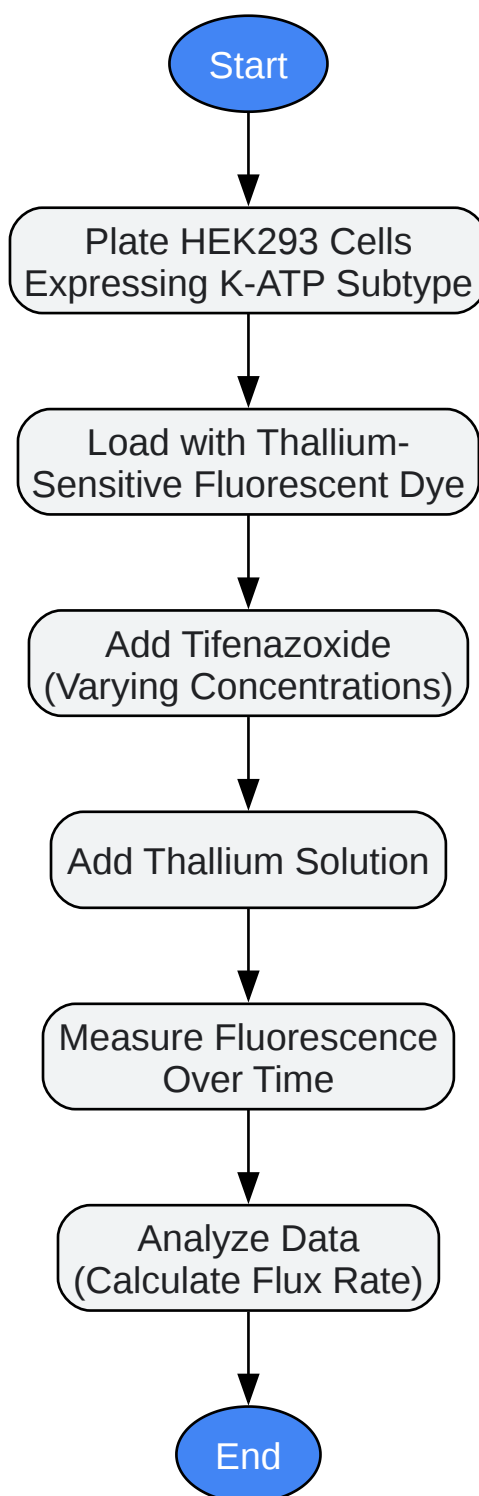 Start
Plate HEK293 Cells
Expressing K-ATP Subtype
Load with Thallium-
Sensitive Fluorescent Dye
Add Tifenazoxide
(Varying Concentrations)
Add Thallium Solution
Measure Fluorescence
Over Time
Analyze Data
(Calculate Flux Rate)
End